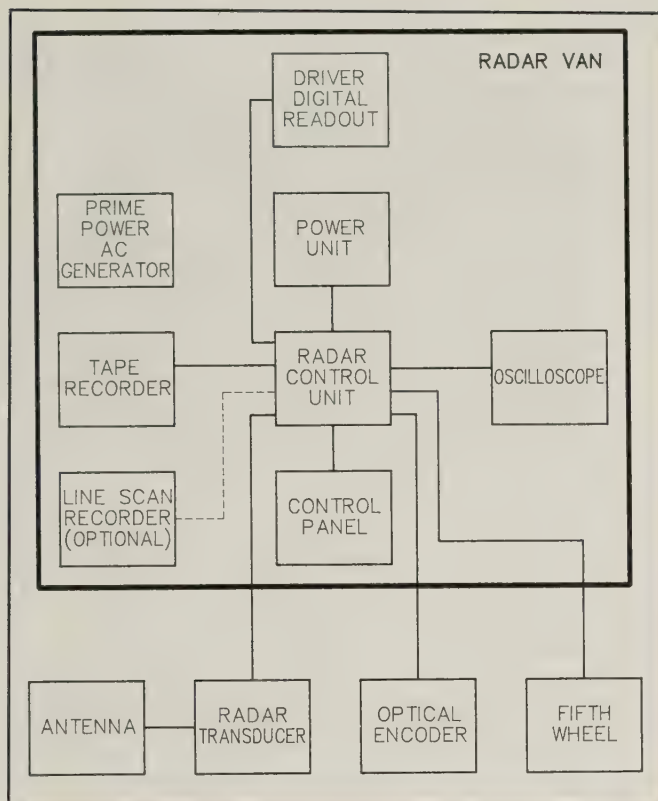 RADAR VAN
DRIVER
DIGITAL
READOUT
PRIME
POWER
AC
GENERATOR
POWER
UNIT
TAPE
RECORDER
RADAR
CONTROL
UNIT
OSCILLOSCOPE
LINE SCAN
RECORDER
(OPTIONAL)
CONTROL
PANEL
ANTENNA
RADAR
TRANSDUCER
OPTICAL
ENCODER
FIFTH
WHEEL